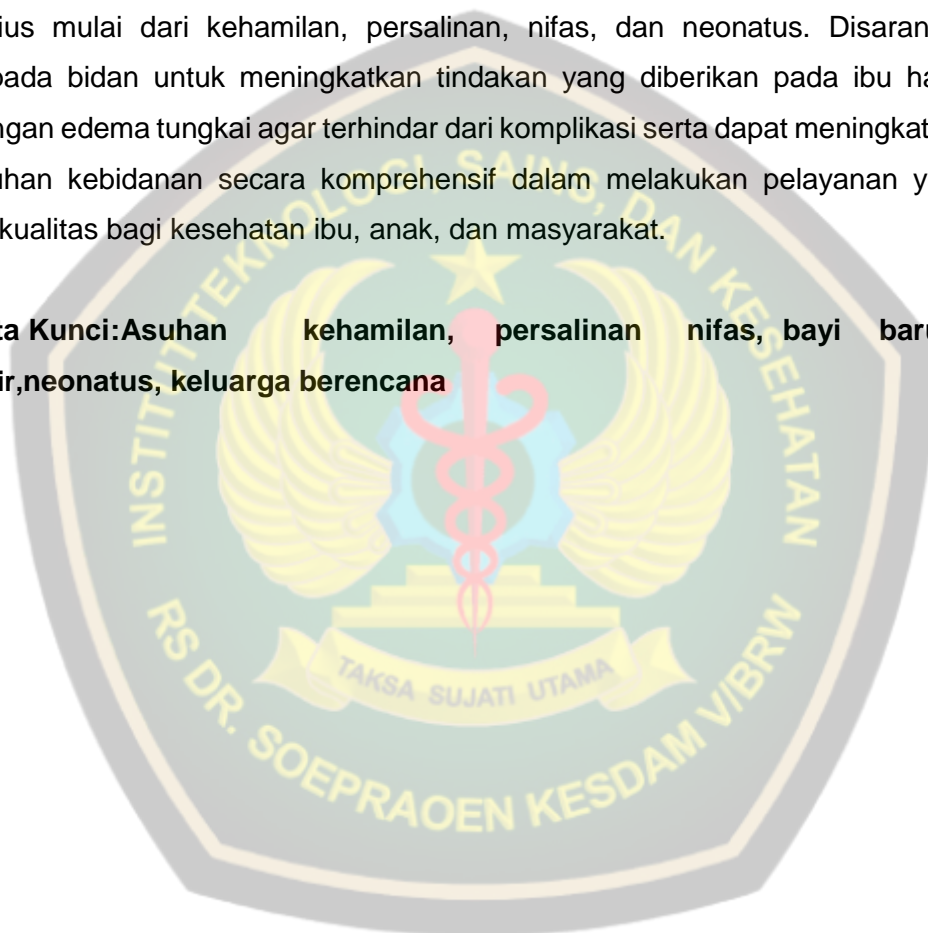 ius mulai dari kehamilan, persalinan, nifas, dan neonatus. Disaran
pada bidan untuk meningkatkan tindakan yang diberikan pada ibu ha
ngan edema tungkai agar terhindar dari komplikasi serta dapat meningkat
uhan kebidanan secara komprehensif dalam melakukan pelayanan y
kualitas bagi kesehatan ibu, anak, dan masyarakat.
ta Kunci:Asuhan kehamilan, persalinan nifas, bayi baru
ir,neonatus, keluarga berencana
INSTITUT TEKNOLOGI, SAINS, DAN KESEHATAN
TAKSA SUJATI UTAMA
RS DR. SOEPRAOEN KESDAM V/BRW